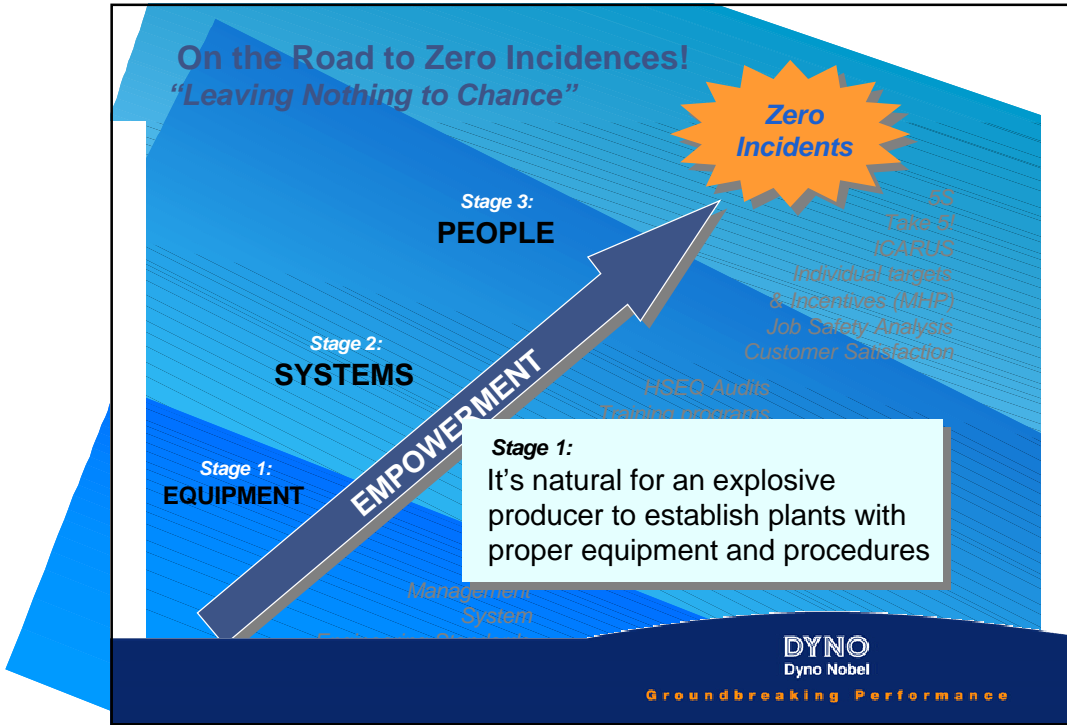 On the Road to Zero Incidences!
“Leaving Nothing to Chance”
Zero
Incidents
Stage 3:
PEOPLE
5S
Take 5!
ICARUS
Individual targets
& Incentives (MHP)
Job Safety Analysis
Customer Satisfaction
Stage 2:
SYSTEMS
HSEQ Audits
Training programs
EMPOWERMENT
Stage 1:
EQUIPMENT
Stage 1:
It’s natural for an explosive
producer to establish plants with
proper equipment and procedures
Management
System
DYNO
Dyno Nobel
Groundbreaking Performance